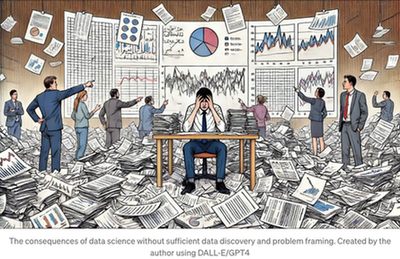 The consequences of data science without sufficient data discovery and problem framing. Created by the
author using DALL-E/GPT4